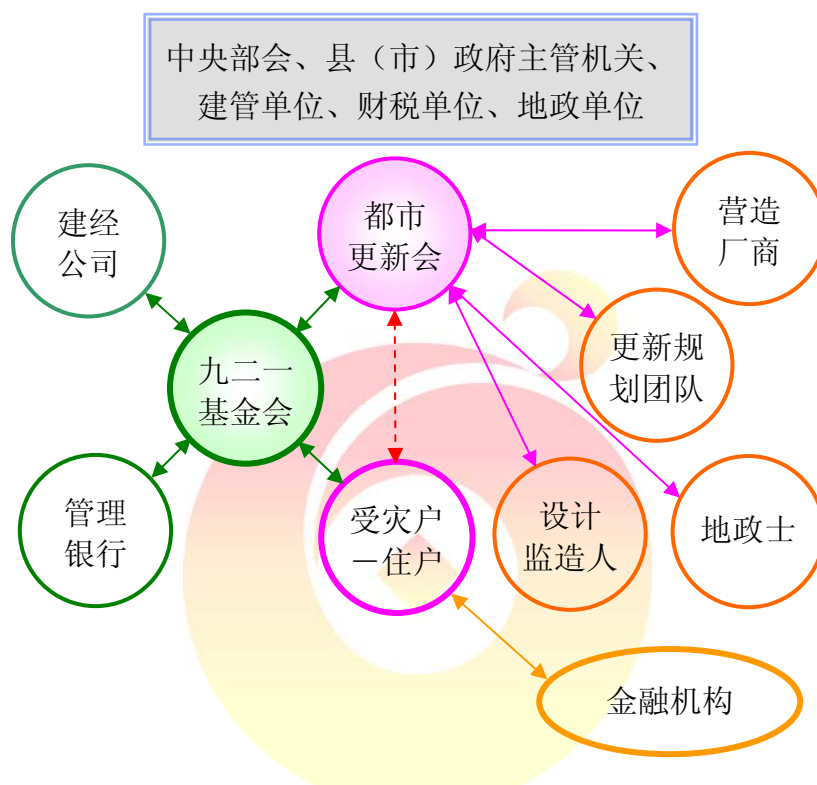 中央部会、县（市）政府主管机关、
建管单位、财税单位、地政单位
建经
公司
都市
更新会
营造
厂商
九二一
基金会
更新规
划团队
管理
银行
受灾户
－住户
设计
监造人
地政士
金融机构